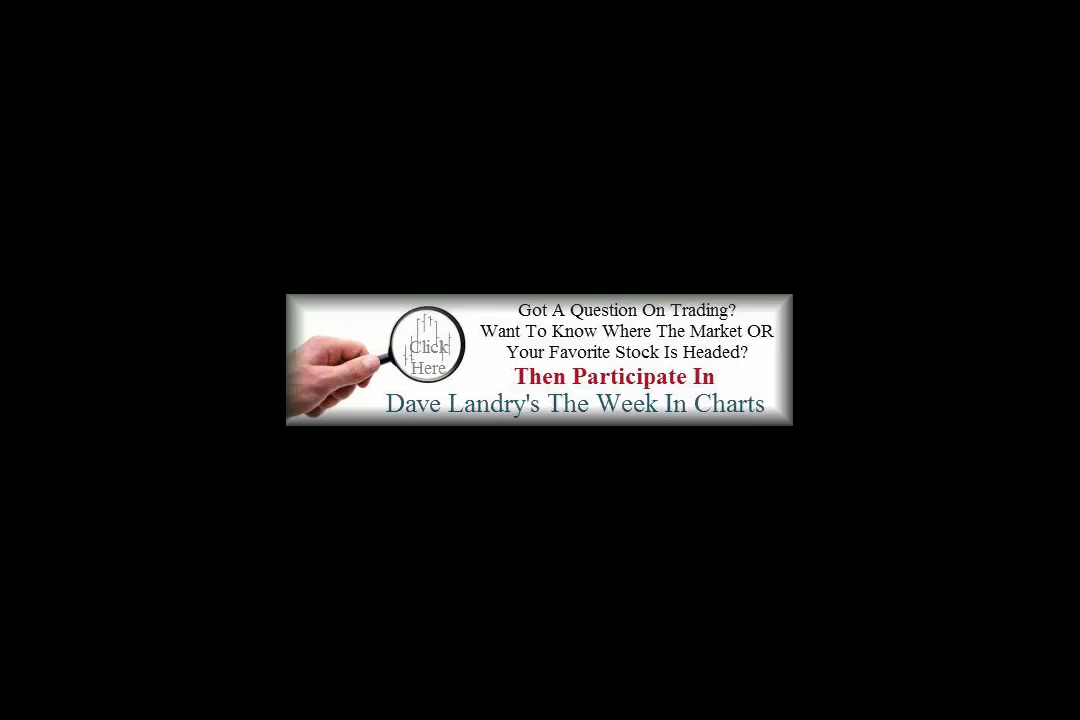 Got A Question On Trading?
Want To Know Where The Market OR
Your Favorite Stock Is Headed?
Then Participate In
Dave Landry's The Week In Charts
Click
Here